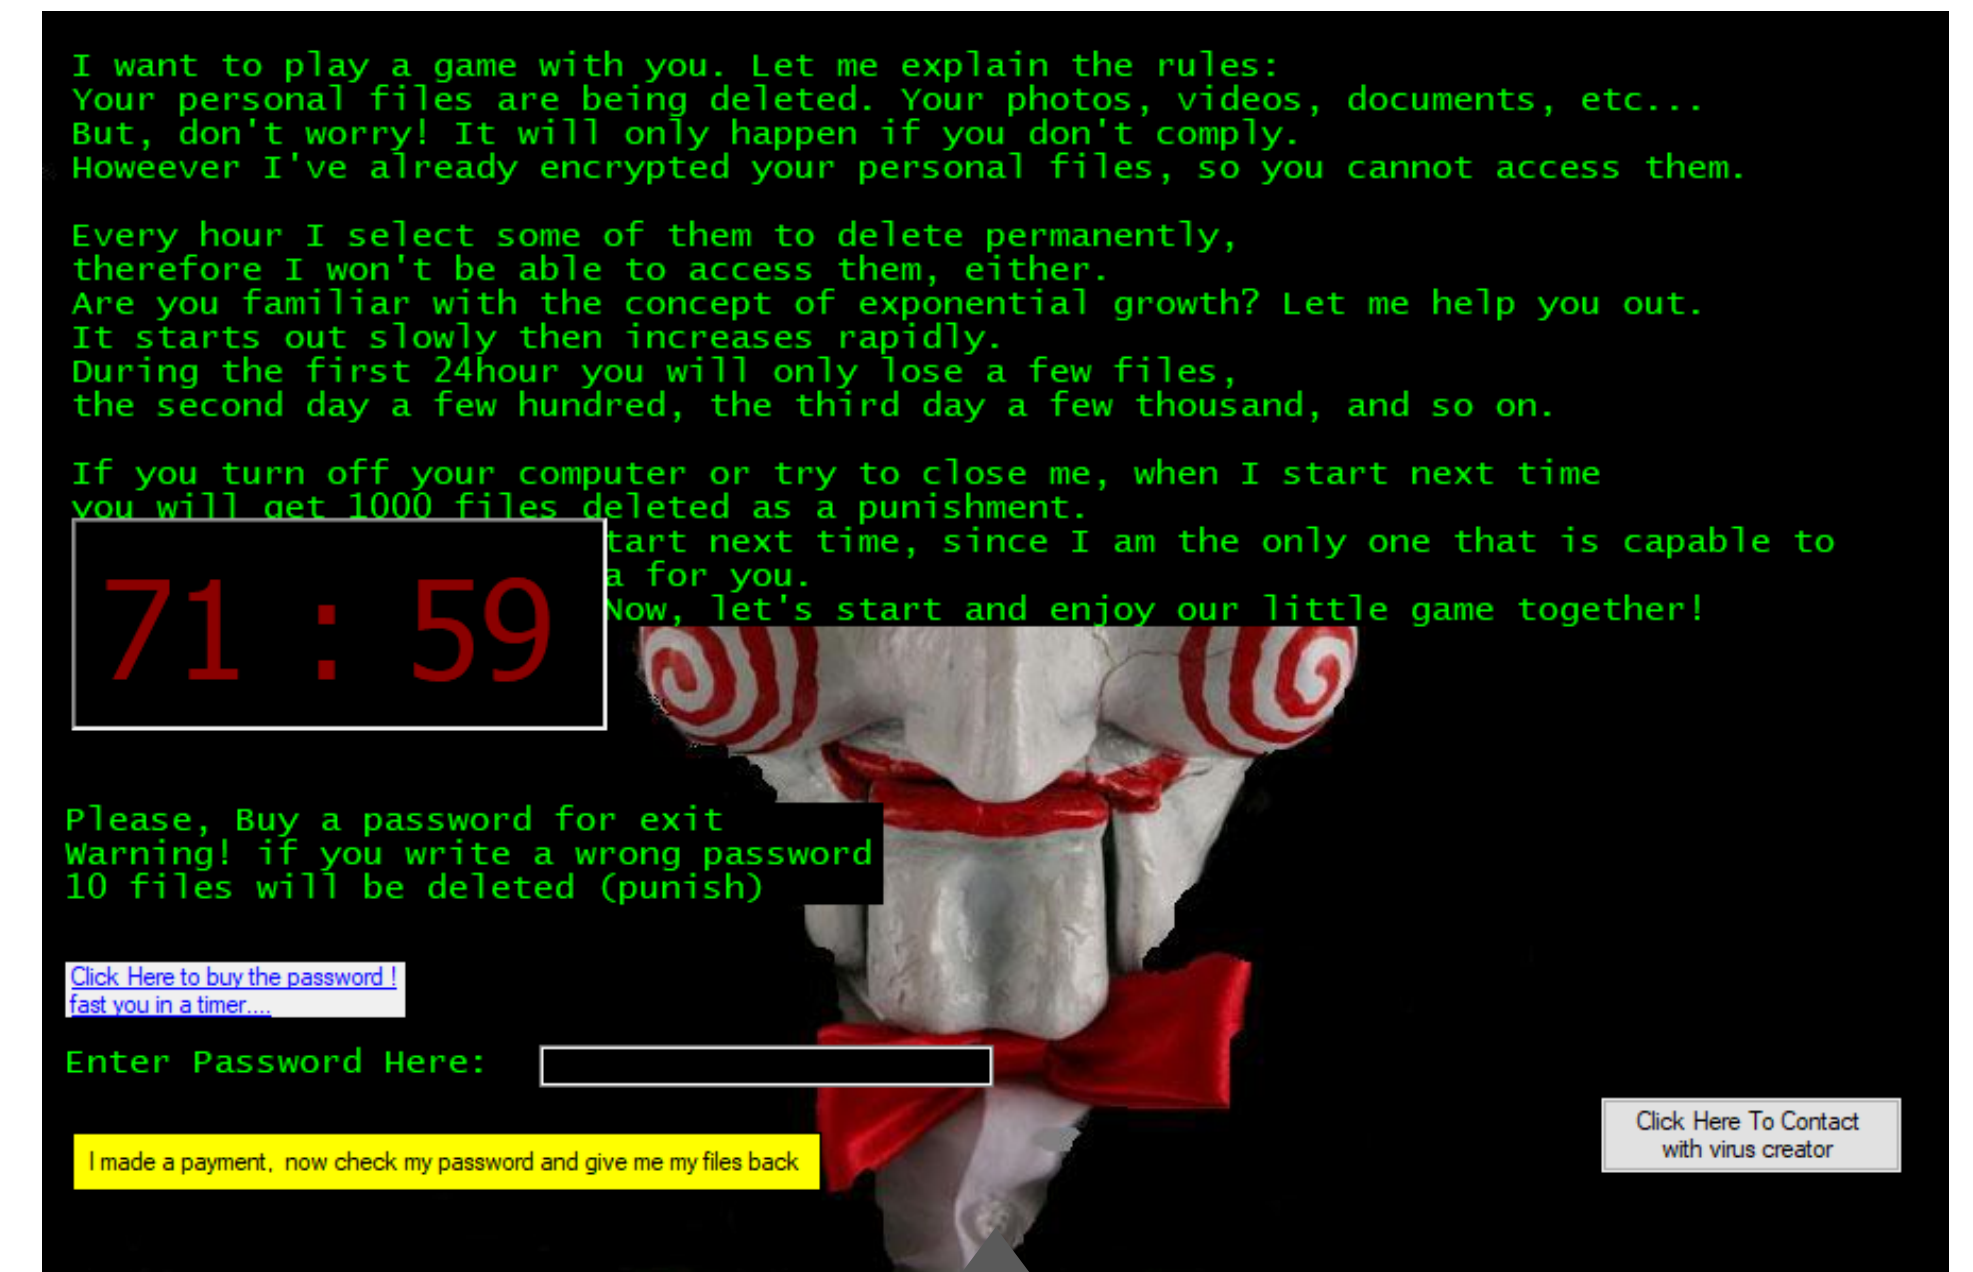 I want to play a game with you. Let me explain the rules:
Your personal files are being deleted. Your photos, videos, documents, etc...
But, don't worry! It will only happen if you don't comply.
Howeever I've already encrypted your personal files, so you cannot access them.
Every hour I select some of them to delete permanently,
therefore I won't be able to access them, either.
Are you familiar with the concept of exponential growth? Let me help you out.
It starts out slowly then increases rapidly.
During the first 24hour you will only lose a few files,
the second day a few hundred, the third day a few thousand, and so on.
If you turn off your computer or try to close me, when I start next time
you will get 1000 files deleted as a punishment.
tart next time, since I am the only one that is capable to
a for you.
Now, let's start and enjoy our little game together!
71 : 59
Please, Buy a password for exit
Warning! if you write a wrong password
10 files will be deleted (punish)
Click Here to buy the password !
fast you in a timer....
Enter Password Here:
I made a payment, now check my password and give me my files back
Click Here To Contact
with virus creator